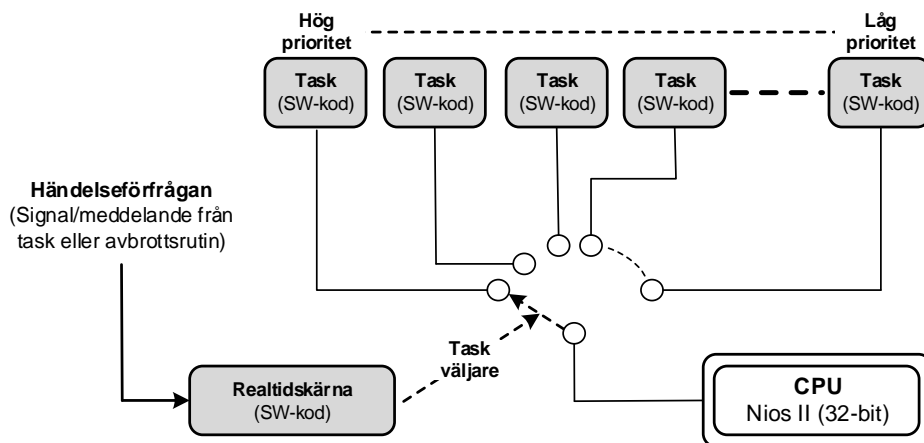 Hög
prioritet
Låg
prioritet
Task
(SW-kod)
Task
(SW-kod)
Task
(SW-kod)
Task
(SW-kod)
Task
(SW-kod)
Händelseförfrågan
(Signal/meddelande från
task eller avbrottsrutin)
Task
väljare
Realtidskärna
(SW-kod)
CPU
Nios II (32-bit)